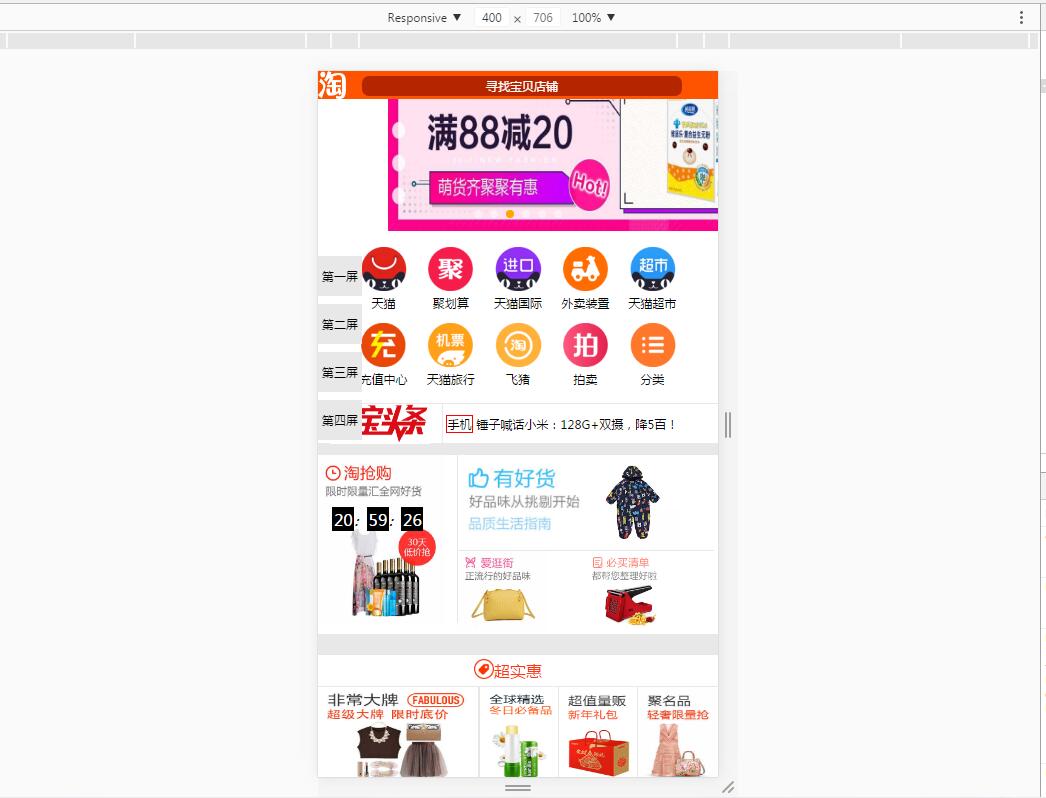 Responsive ▼ 400 × 706 100% ▼
淘 寻找宝贝店铺
满88减20
萌货齐聚聚有惠 Hot!
第一屏
天猫 聚划算 天猫国际 外卖装置 天猫超市
聚 进口 超市
第二屏
充 机票 淘 拍
第三屏
充值中心 天猫旅行 飞猪 拍卖 分类
第四屏
宝头条 手机 锤子喊话小米：128G+双摄，降5百！
淘抢购
限时限量汇全网好货
20: 59: 26
30天
低价抢
有好货
好品味从挑剔开始
品质生活指南
爱逛街
正流行的好品味
必买清单
都帮您整理好啦
超实惠
非常大牌 FABULOUS
超级大牌 限时底价
全球精选
冬日必备品
超值量贩
新年礼包
聚名品
轻奢限量抢